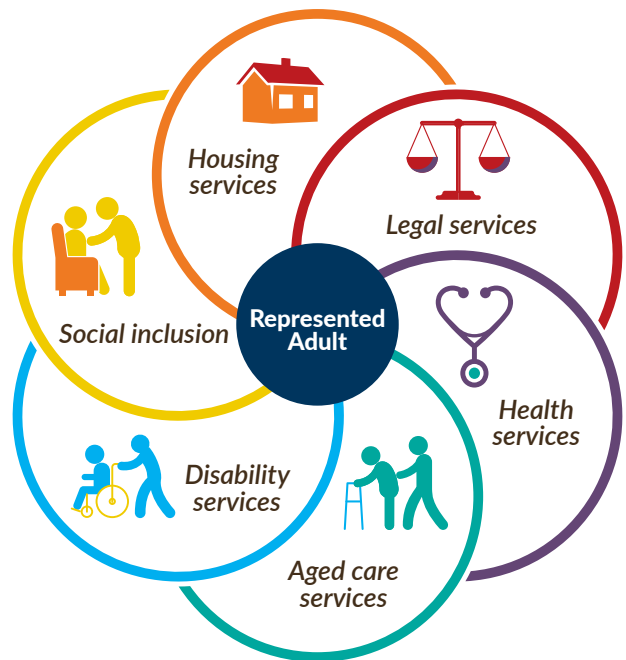 Housing
services
Legal services
Represented
Adult
Social inclusion
Health
services
Disability
services
Aged care
services